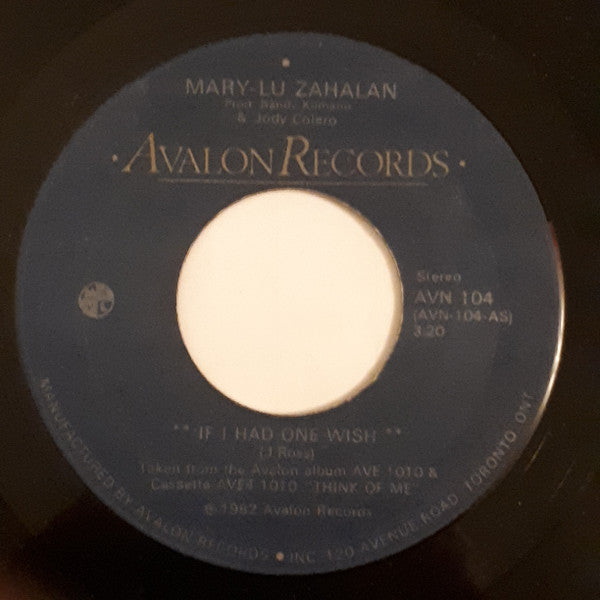 MARY-LU ZAHALAN
Prod: Randi Kumano
& Jody Colero
AVALON RECORDS
Stereo
AVN 104
(AVN-104-AS)
3:20
** IF I HAD ONE WISH **
(J Ross)
Taken from the Avalon album AVE 1010 &
Cassette AVE4 1010 "THINK OF ME"
℗ 1982 Avalon Records
MANUFACTURED BY AVALON RECORDS • INC. 120 AVENUE ROAD, TORONTO, ONT